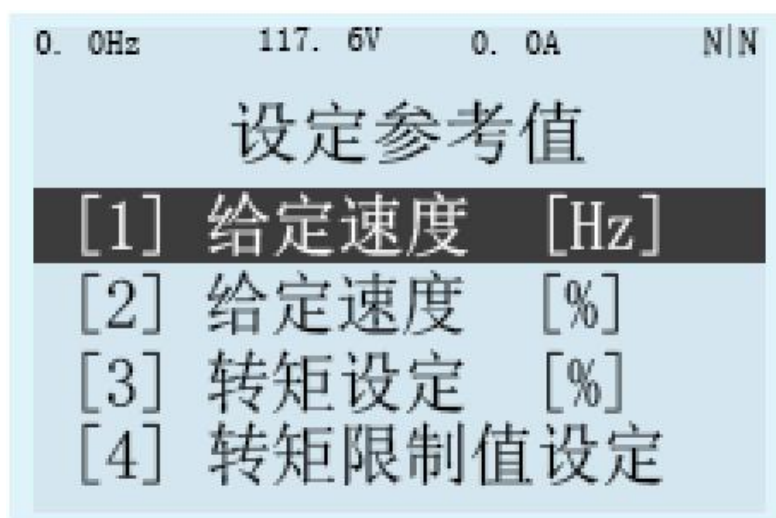 0. 0Hz 117. 6V 0. 0A N|N
设定参考值
[1] 给定速度 [Hz]
[2] 给定速度 [%]
[3] 转矩设定 [%]
[4] 转矩限制值设定